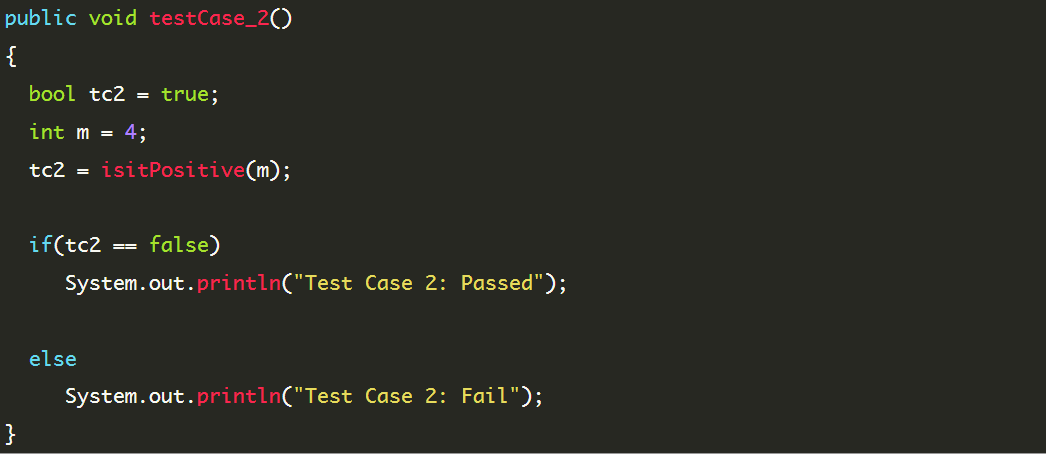 public void testCase_2()
{
bool tc2 = true;
int m = 4;
tc2 = isitPositive(m);
if(tc2 == false)
System.out.println("Test Case 2: Passed");
else
System.out.println("Test Case 2: Fail");
}